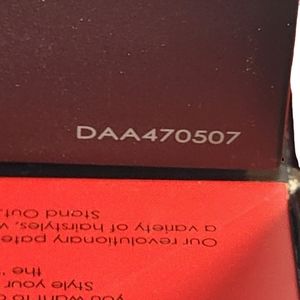 DAA470507
you want to
Style your
the
Our revolutionary
a variety of hairstyles,
Stand Out.